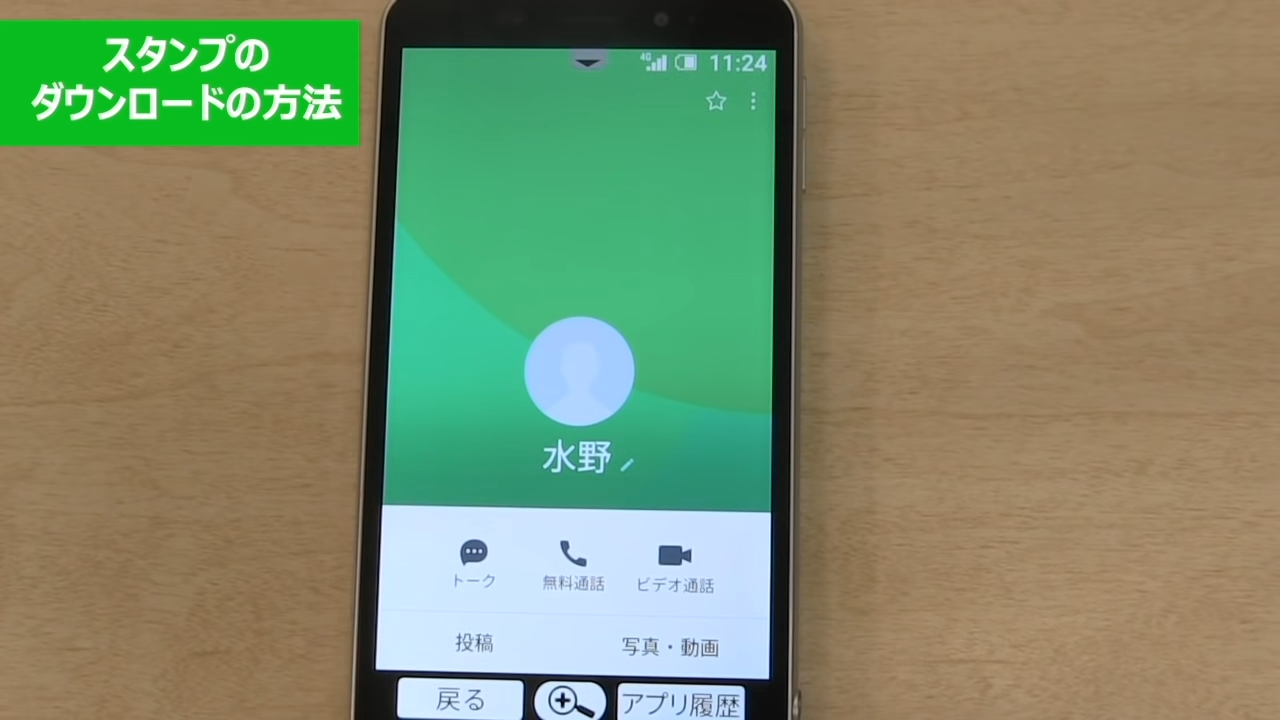 スタンプの
ダウンロードの方法
4G 11:24
水野
トーク 無料通話 ビデオ通話
投稿 写真・動画
戻る アプリ履歴